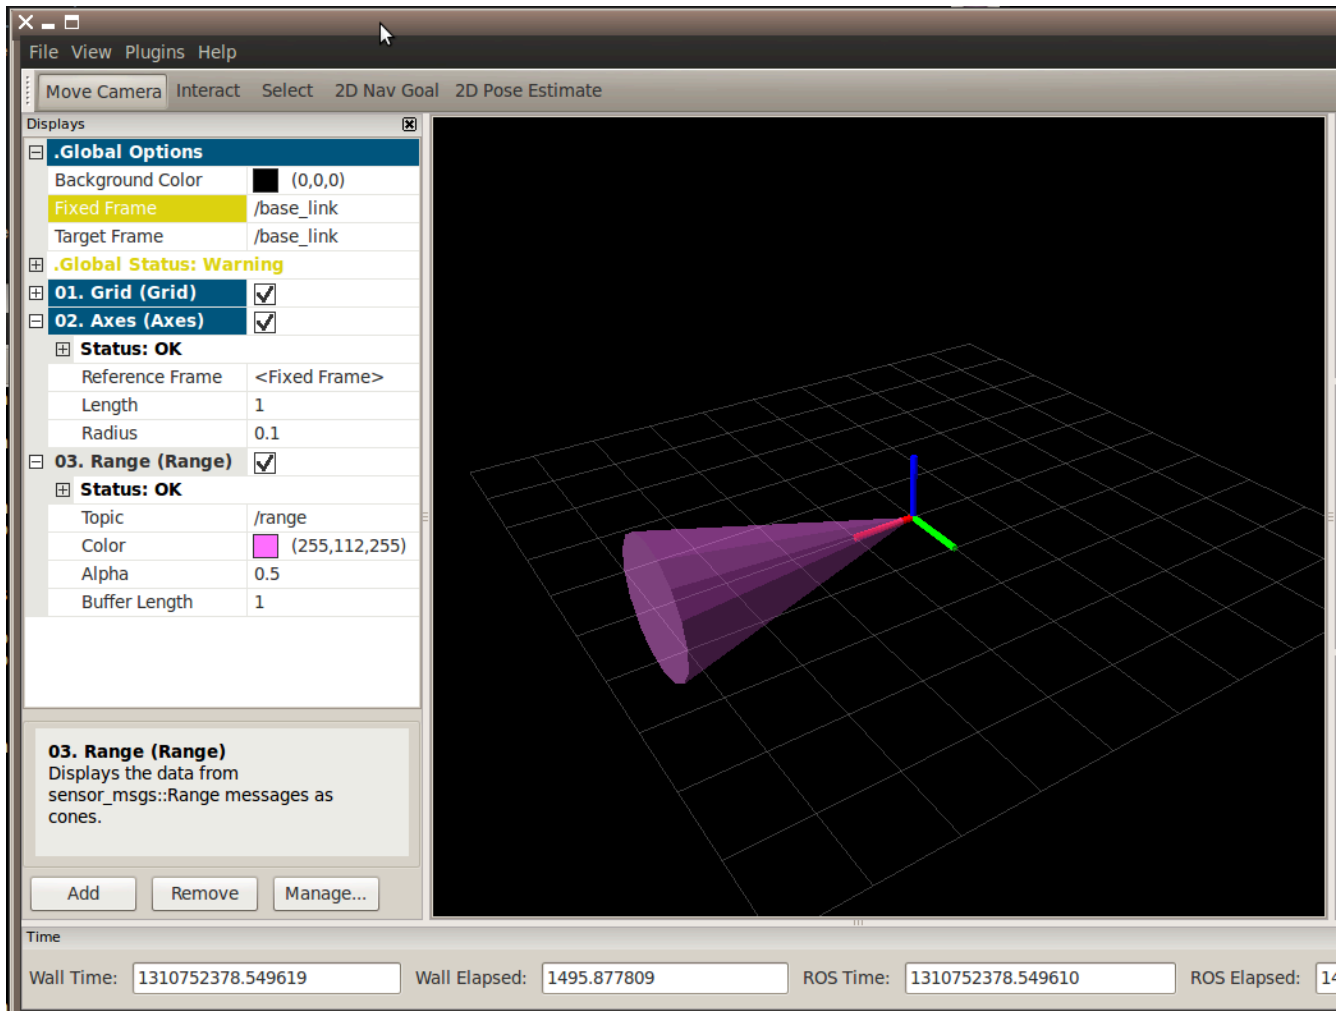 File View Plugins Help
Move Camera Interact Select 2D Nav Goal 2D Pose Estimate
Displays
.Global Options
Background Color (0,0,0)
Fixed Frame /base_link
Target Frame /base_link
.Global Status: Warning
01. Grid (Grid)
02. Axes (Axes)
Status: OK
Reference Frame <Fixed Frame>
Length 1
Radius 0.1
03. Range (Range)
Status: OK
Topic /range
Color (255,112,255)
Alpha 0.5
Buffer Length 1
03. Range (Range)
Displays the data from
sensor_msgs::Range messages as
cones.
Add Remove Manage...
Time
Wall Time: 1310752378.549619 Wall Elapsed: 1495.877809 ROS Time: 1310752378.549610 ROS Elapsed: